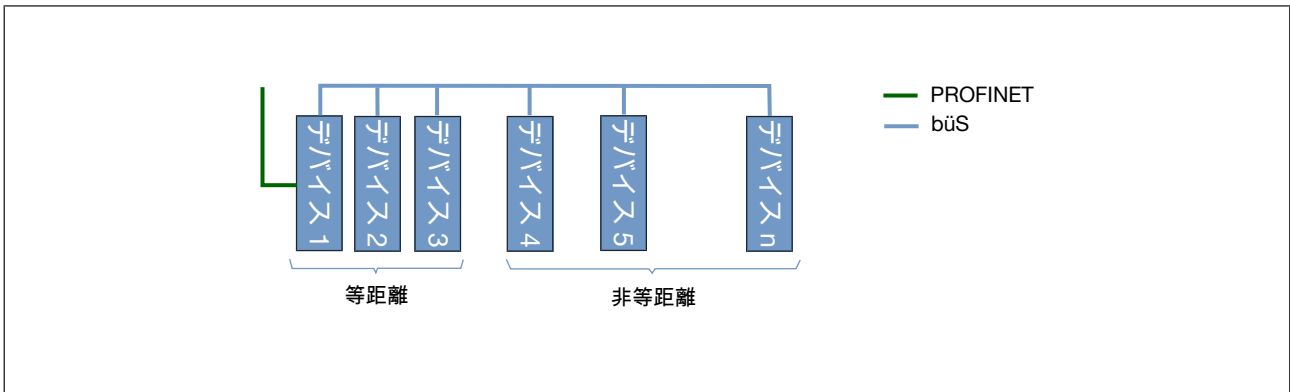 PROFINET
büS
デバイス 1
デバイス 2
デバイス 3
デバイス 4
デバイス 5
デバイス n
等距離
非等距離